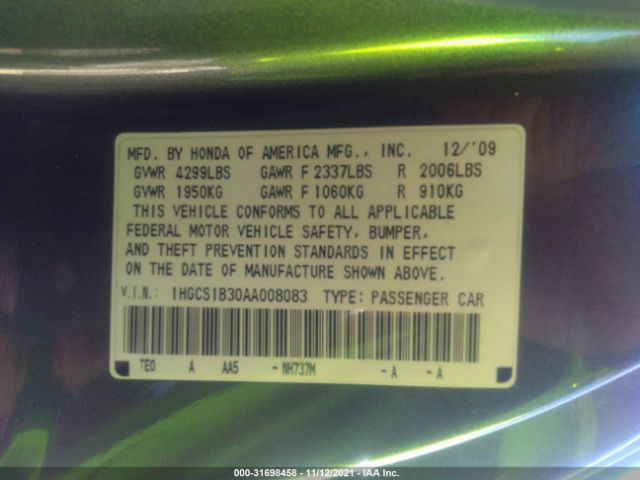 MFD. BY HONDA OF AMERICA MFG., INC. 12/'09
GVWR 4299LBS GAWR F 2337LBS R 2006LBS
GVWR 1950KG GAWR F 1060KG R 910KG
THIS VEHICLE CONFORMS TO ALL APPLICABLE
FEDERAL MOTOR VEHICLE SAFETY, BUMPER,
AND THEFT PREVENTION STANDARDS IN EFFECT
ON THE DATE OF MANUFACTURE SHOWN ABOVE.
V.I.N.: 1HGCS1B30AA008083 TYPE: PASSENGER CAR
TE0 A AA5 - NH737M - A - A
000-31698458 - 11/12/2021 - IAA Inc.